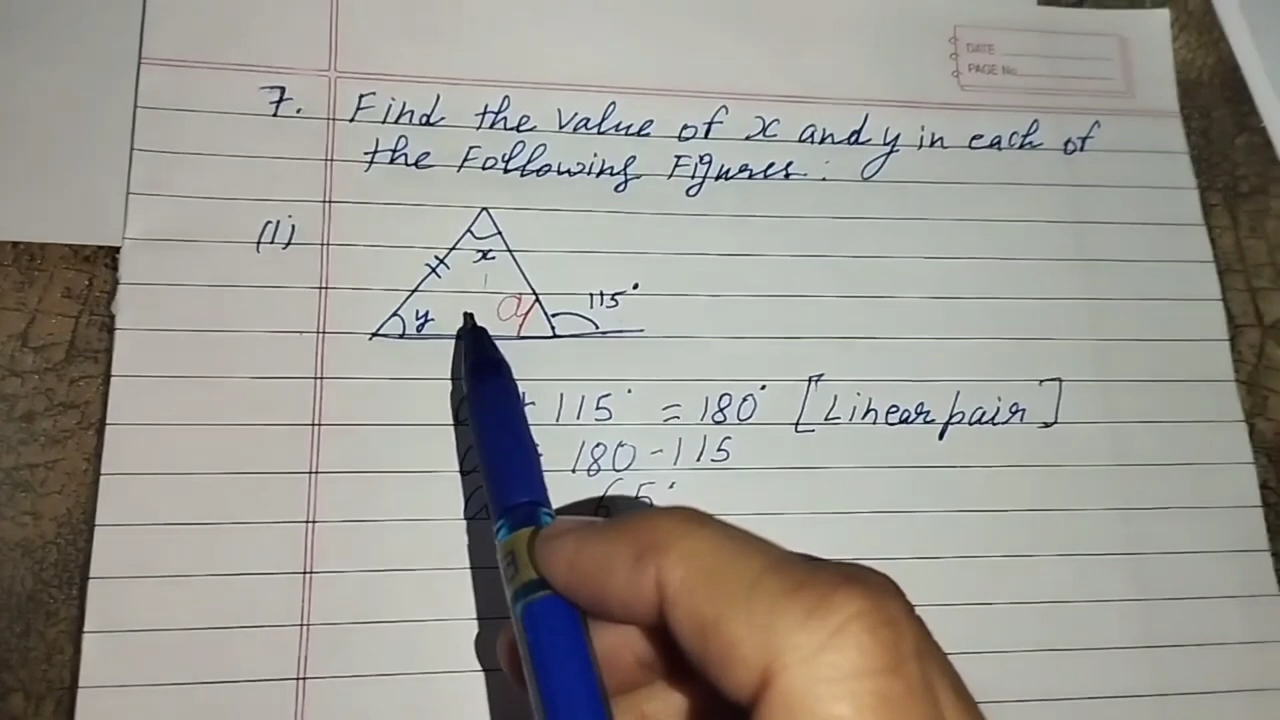 DATE
PAGE No.
7. Find the value of x and y in each of
the Following Figures :
(i)
x
y
a
115°
+ 115° = 180° [Linear pair]
180 - 115
65°